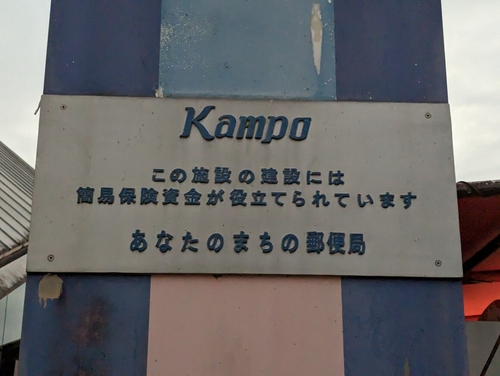 Kampo
この施設の建設には
簡易保険資金が役立てられています
あなたのまちの郵便局